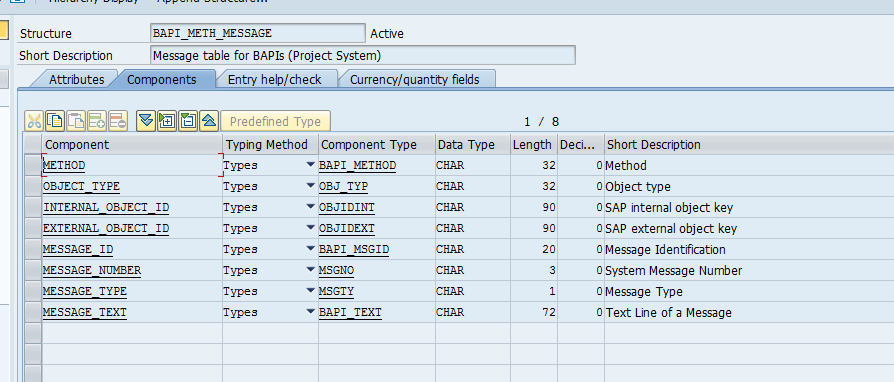 Hierarchy Display Append Structure...
Structure BAPI_METH_MESSAGE Active
Short Description Message table for BAPIs (Project System)
Attributes Components Entry help/check Currency/quantity fields
Predefined Type 1 / 8
Component Typing Method Component Type Data Type Length Deci... Short Description
METHOD Types BAPI_METHOD CHAR 32 0 Method
OBJECT_TYPE Types OBJ_TYP CHAR 32 0 Object type
INTERNAL_OBJECT_ID Types OBJIDINT CHAR 90 0 SAP internal object key
EXTERNAL_OBJECT_ID Types OBJIDEXT CHAR 90 0 SAP external object key
MESSAGE_ID Types BAPI_MSGID CHAR 20 0 Message Identification
MESSAGE_NUMBER Types MSGNO CHAR 3 0 System Message Number
MESSAGE_TYPE Types MSGTY CHAR 1 0 Message Type
MESSAGE_TEXT Types BAPI_TEXT CHAR 72 0 Text Line of a Message